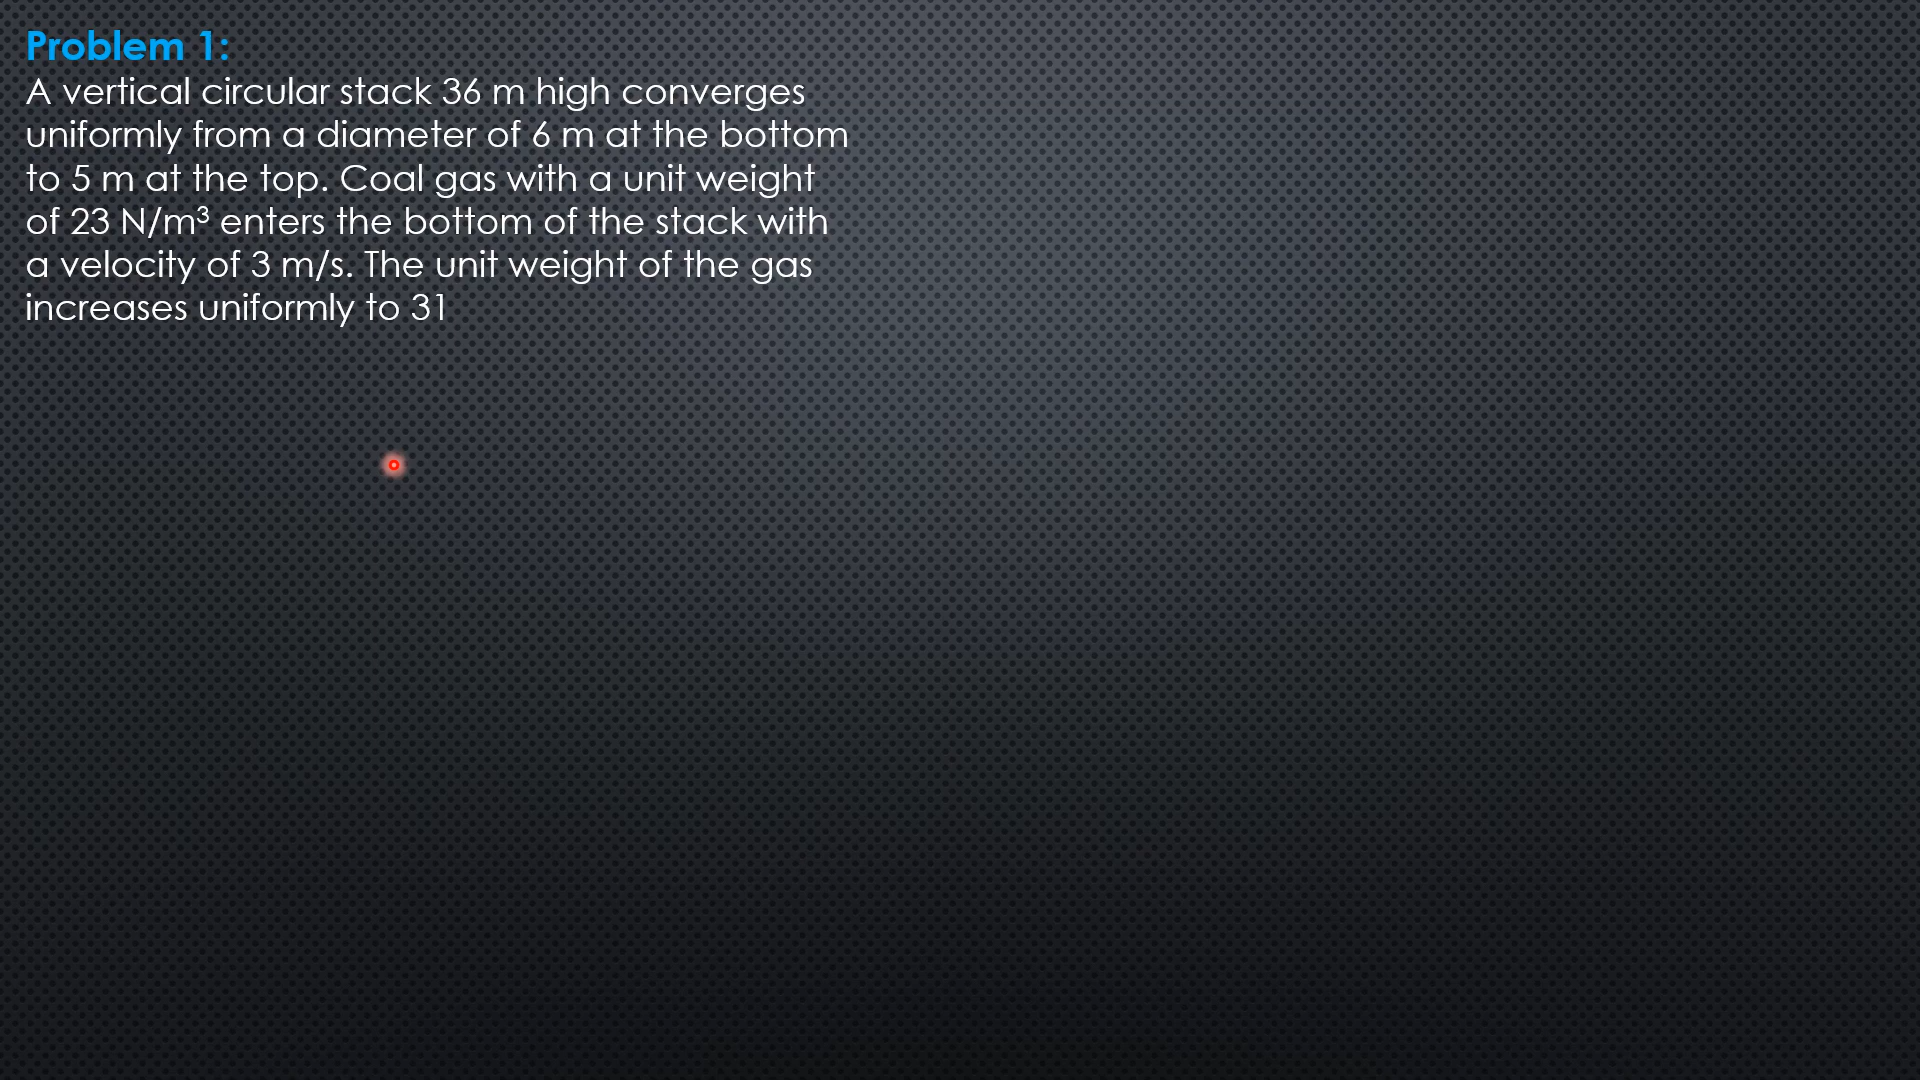 Problem 1:
A vertical circular stack 36 m high converges
uniformly from a diameter of 6 m at the bottom
to 5 m at the top. Coal gas with a unit weight
of 23 N/m³ enters the bottom of the stack with
a velocity of 3 m/s. The unit weight of the gas
increases uniformly to 31